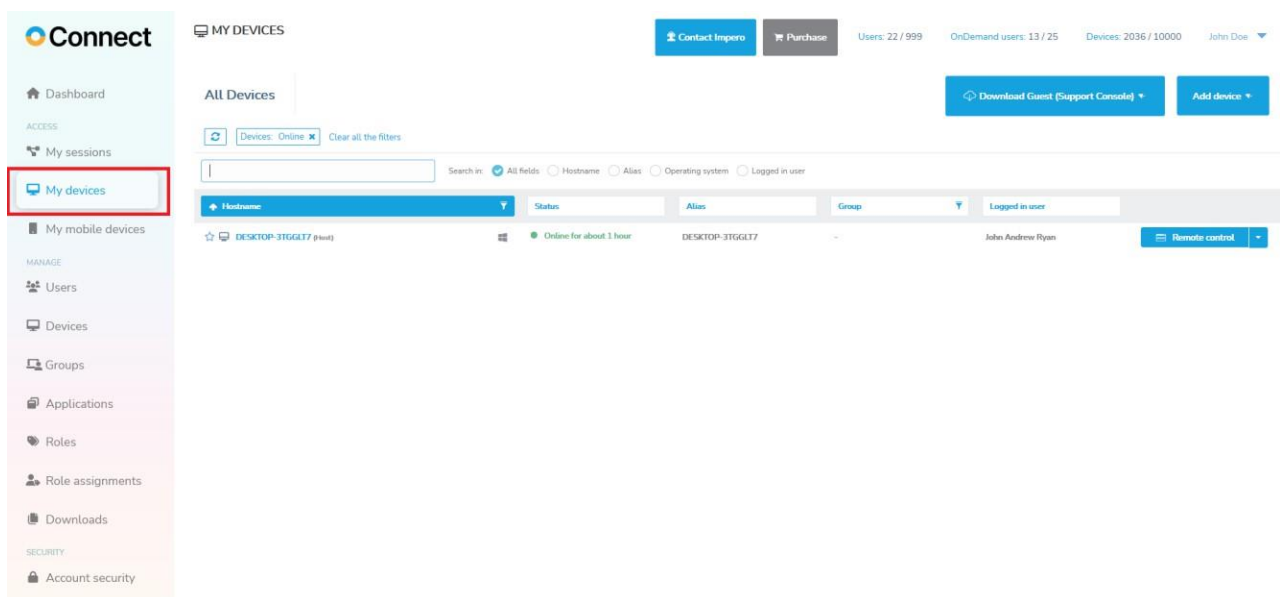 Connect
MY DEVICES
Contact Impero
Purchase
Users: 22 / 999
OnDemand users: 13 / 25
Devices: 2036 / 10000
John Doe
Dashboard
ACCESS
My sessions
My devices
My mobile devices
MANAGE
Users
Devices
Groups
Applications
Roles
Role assignments
Downloads
SECURITY
Account security
All Devices
Download Guest (Support Console)
Add device
Devices: Online
Clear all the filters
Search in: All fields Hostname Alias Operating system Logged in user
Hostname Status Alias Group Logged in user
DESKTOP-3TGGLT7 (Host) Online for about 1 hour DESKTOP-3TGGLT7 - John Andrew Ryan Remote control